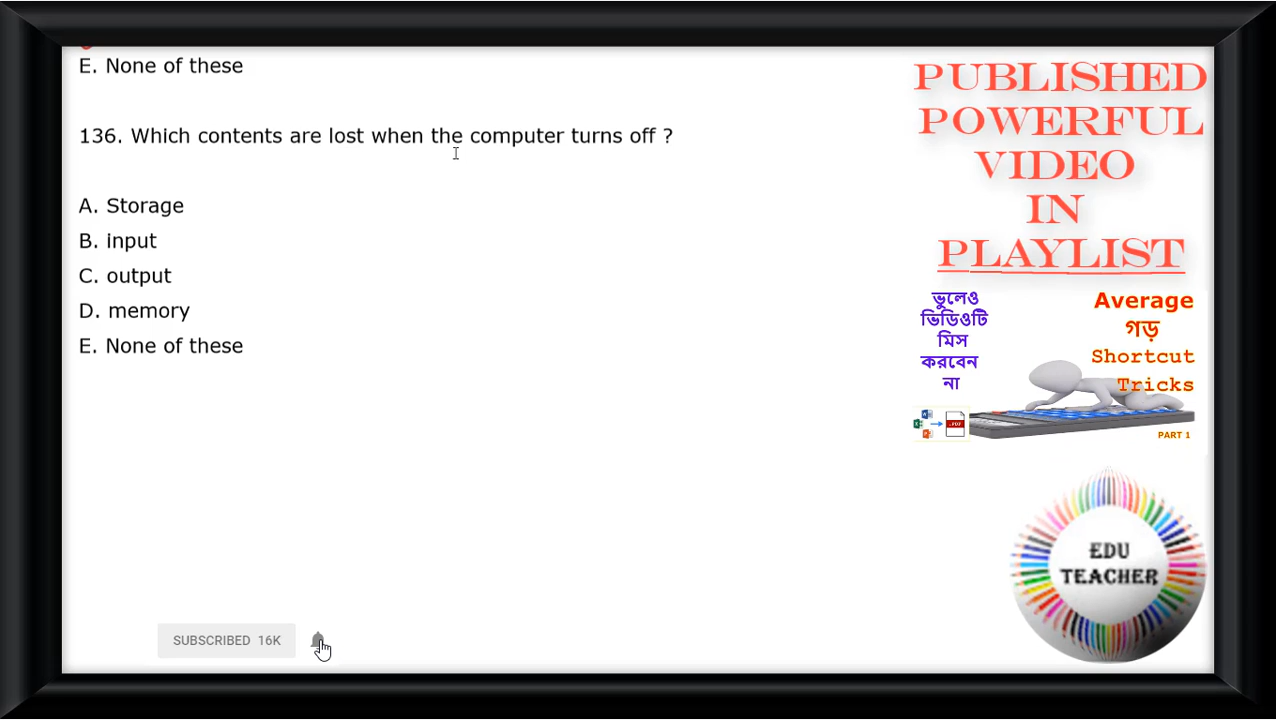 E. None of these
136. Which contents are lost when the computer turns off ?
A. Storage
B. input
C. output
D. memory
E. None of these
PUBLISHED
POWERFUL
VIDEO
IN
PLAYLIST
ভুলেও
ভিডিওটি
মিস
করবেন
না
Average
গড়
Shortcut
Tricks
PART 1
.PDF
EDU
TEACHER
SUBSCRIBED 16K